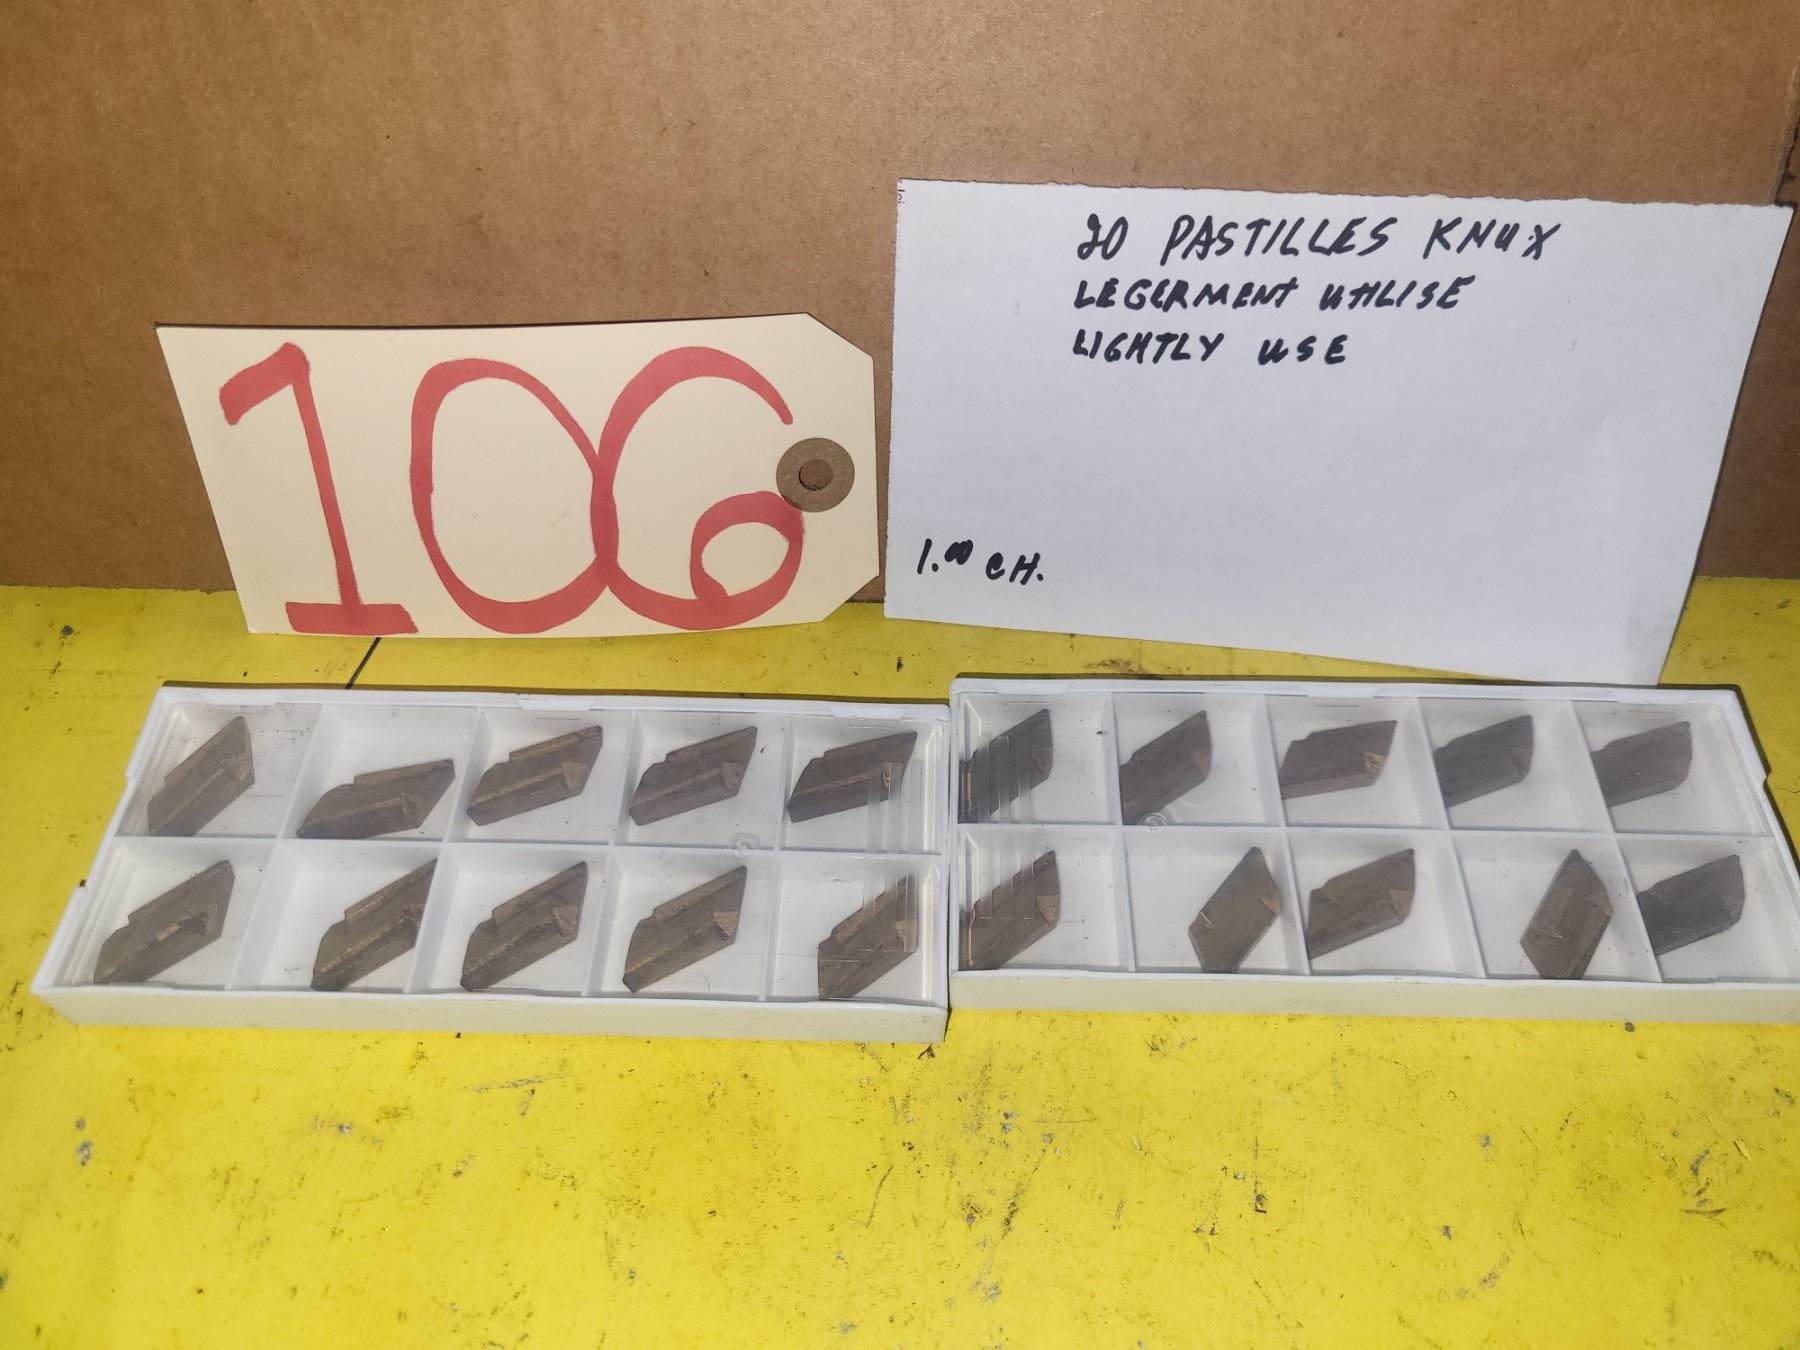 106
20 PASTILLES KNUX
LEGERMENT UTILISE
LIGHTLY USE
1.00 CH.